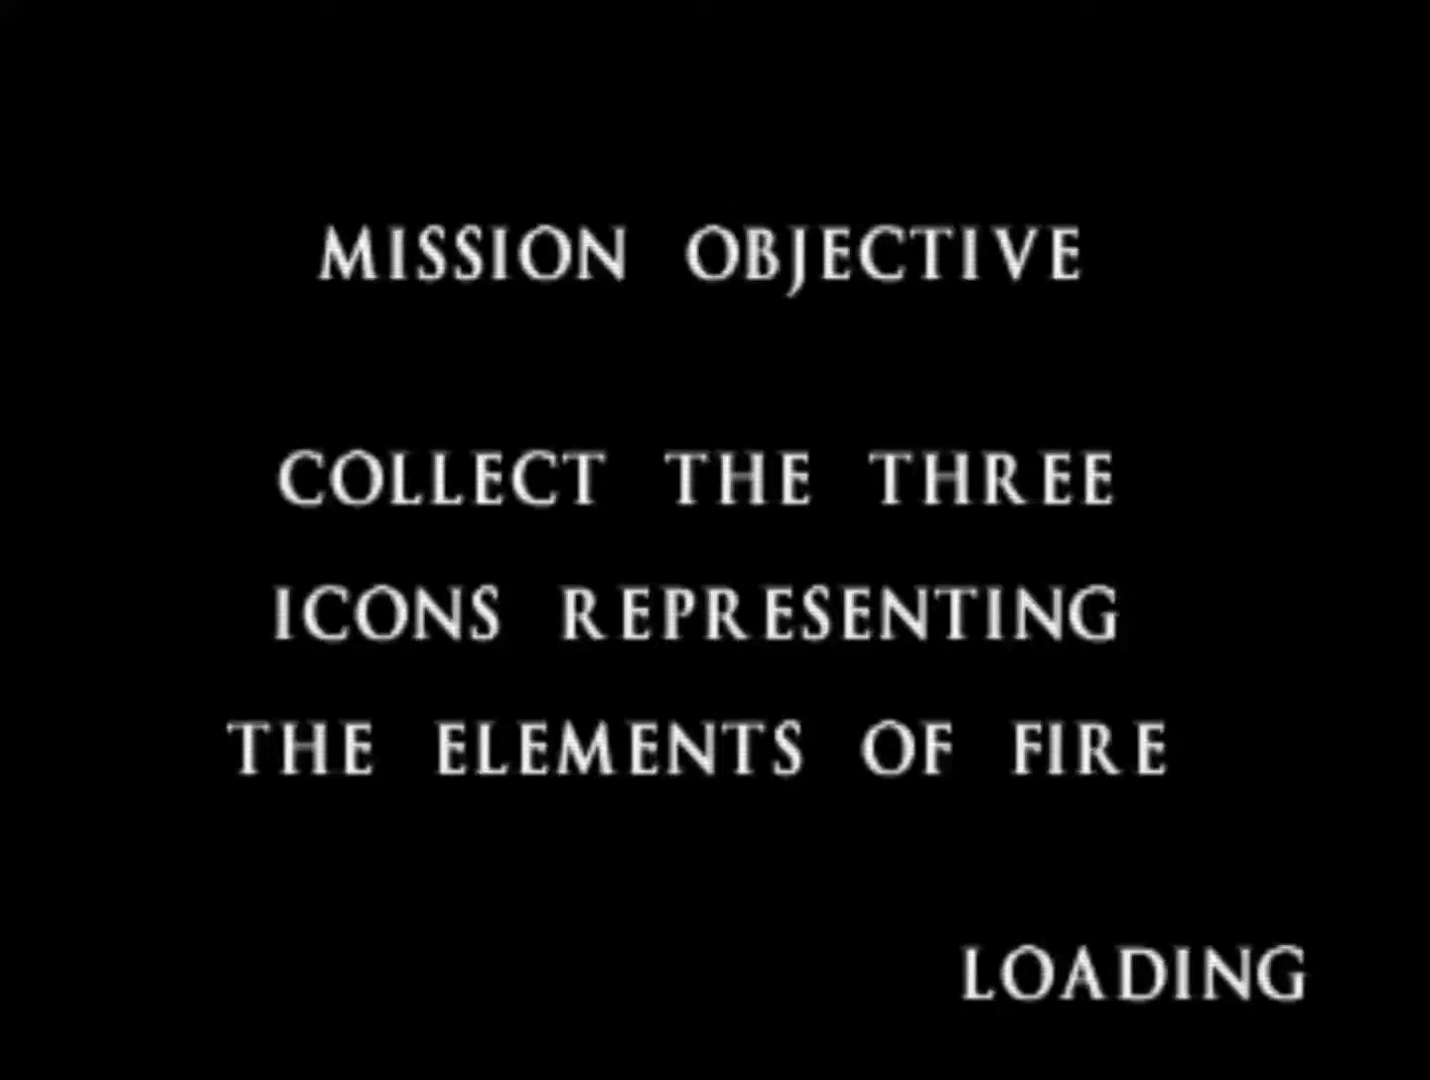 MISSION OBJECTIVE
COLLECT THE THREE
ICONS REPRESENTING
THE ELEMENTS OF FIRE
LOADING